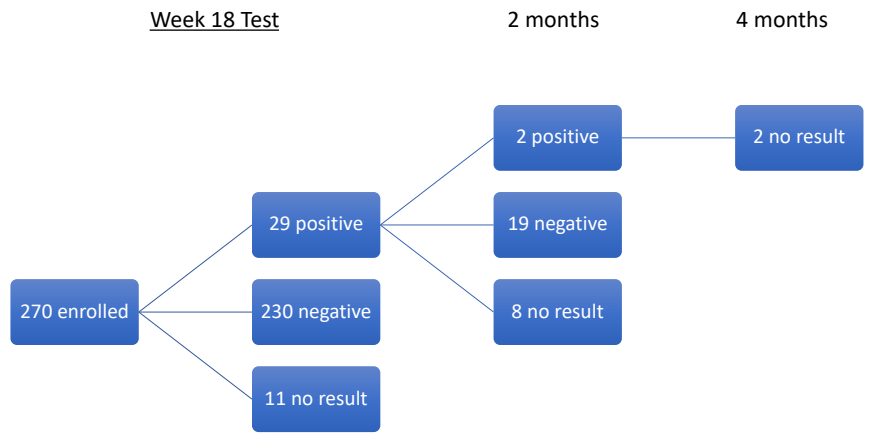 Week 18 Test
2 months
4 months
2 positive
2 no result
29 positive
19 negative
270 enrolled
230 negative
8 no result
11 no result